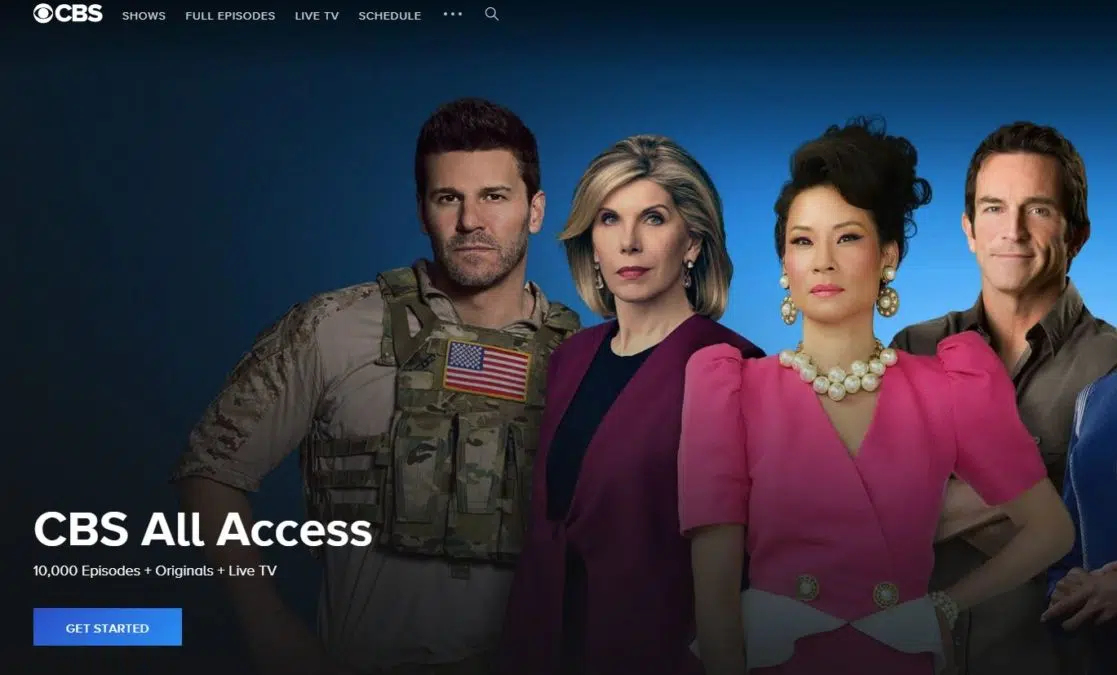 CBS SHOWS FULL EPISODES LIVE TV SCHEDULE •••
CBS All Access
10,000 Episodes + Originals + Live TV
GET STARTED